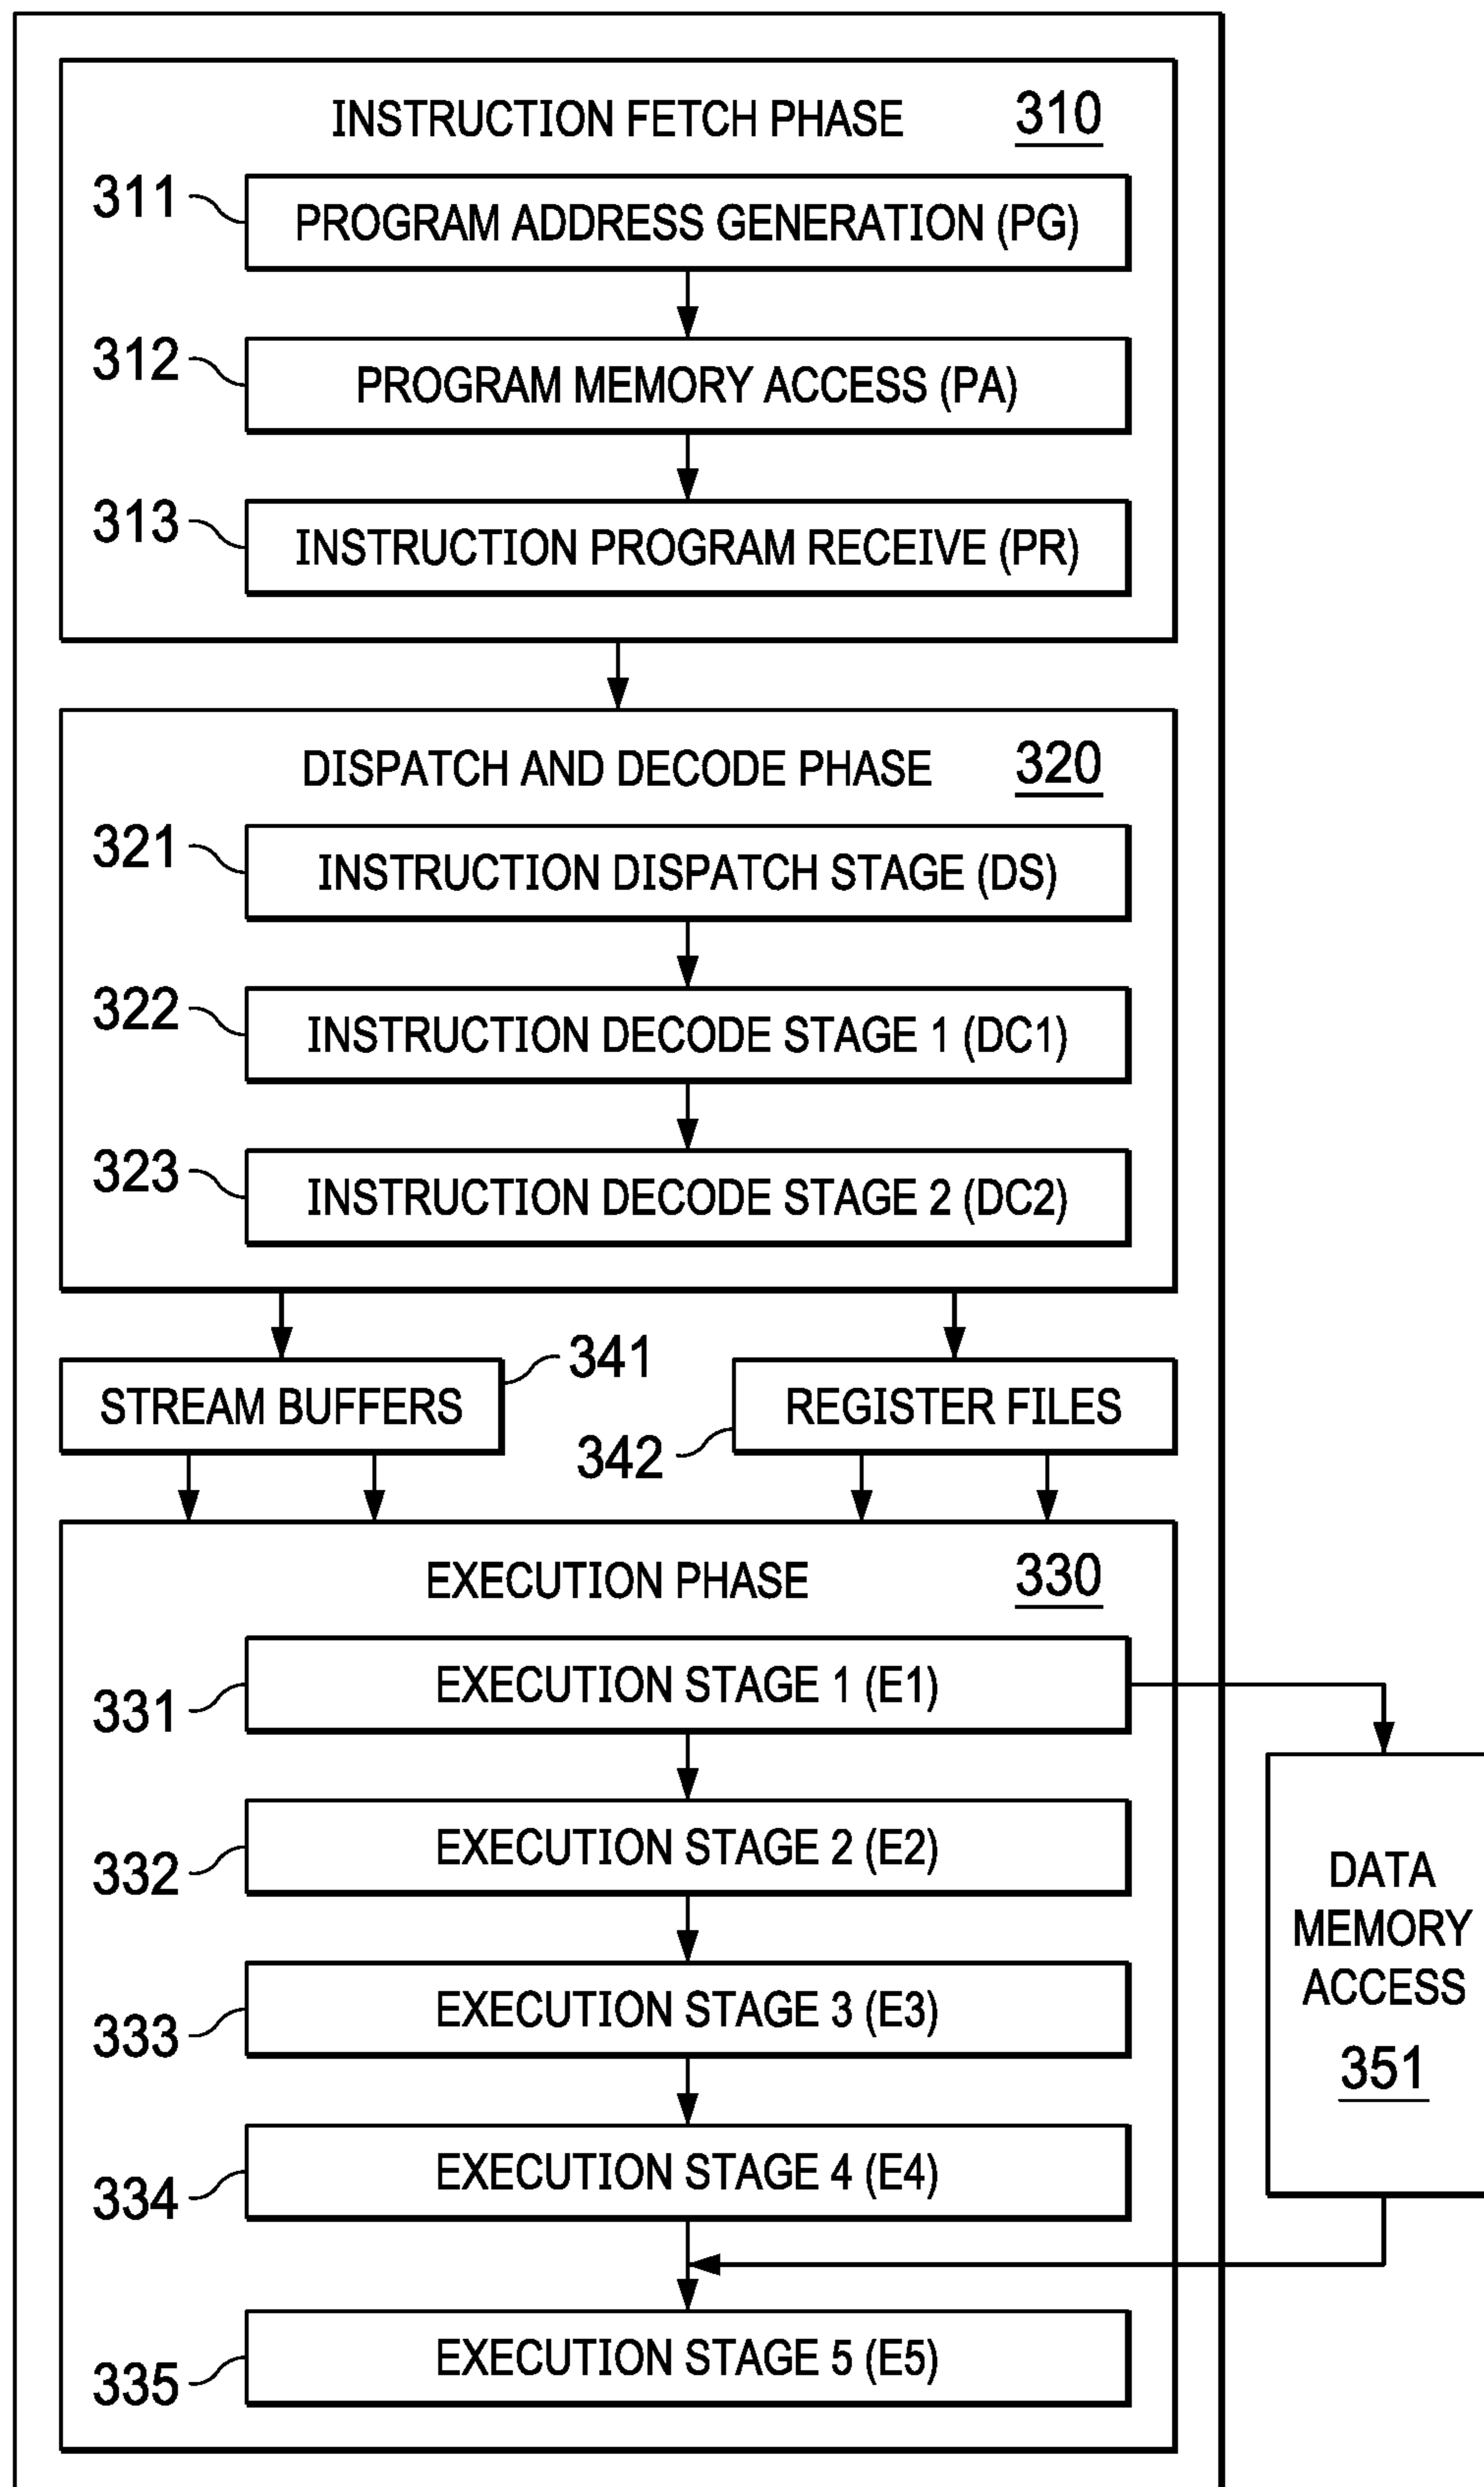 INSTRUCTION FETCH PHASE 310
311 PROGRAM ADDRESS GENERATION (PG)
312 PROGRAM MEMORY ACCESS (PA)
313 INSTRUCTION PROGRAM RECEIVE (PR)
DISPATCH AND DECODE PHASE 320
321 INSTRUCTION DISPATCH STAGE (DS)
322 INSTRUCTION DECODE STAGE 1 (DC1)
323 INSTRUCTION DECODE STAGE 2 (DC2)
STREAM BUFFERS 341
342 REGISTER FILES
EXECUTION PHASE 330
331 EXECUTION STAGE 1 (E1)
332 EXECUTION STAGE 2 (E2)
333 EXECUTION STAGE 3 (E3)
334 EXECUTION STAGE 4 (E4)
335 EXECUTION STAGE 5 (E5)
DATA
MEMORY
ACCESS
351